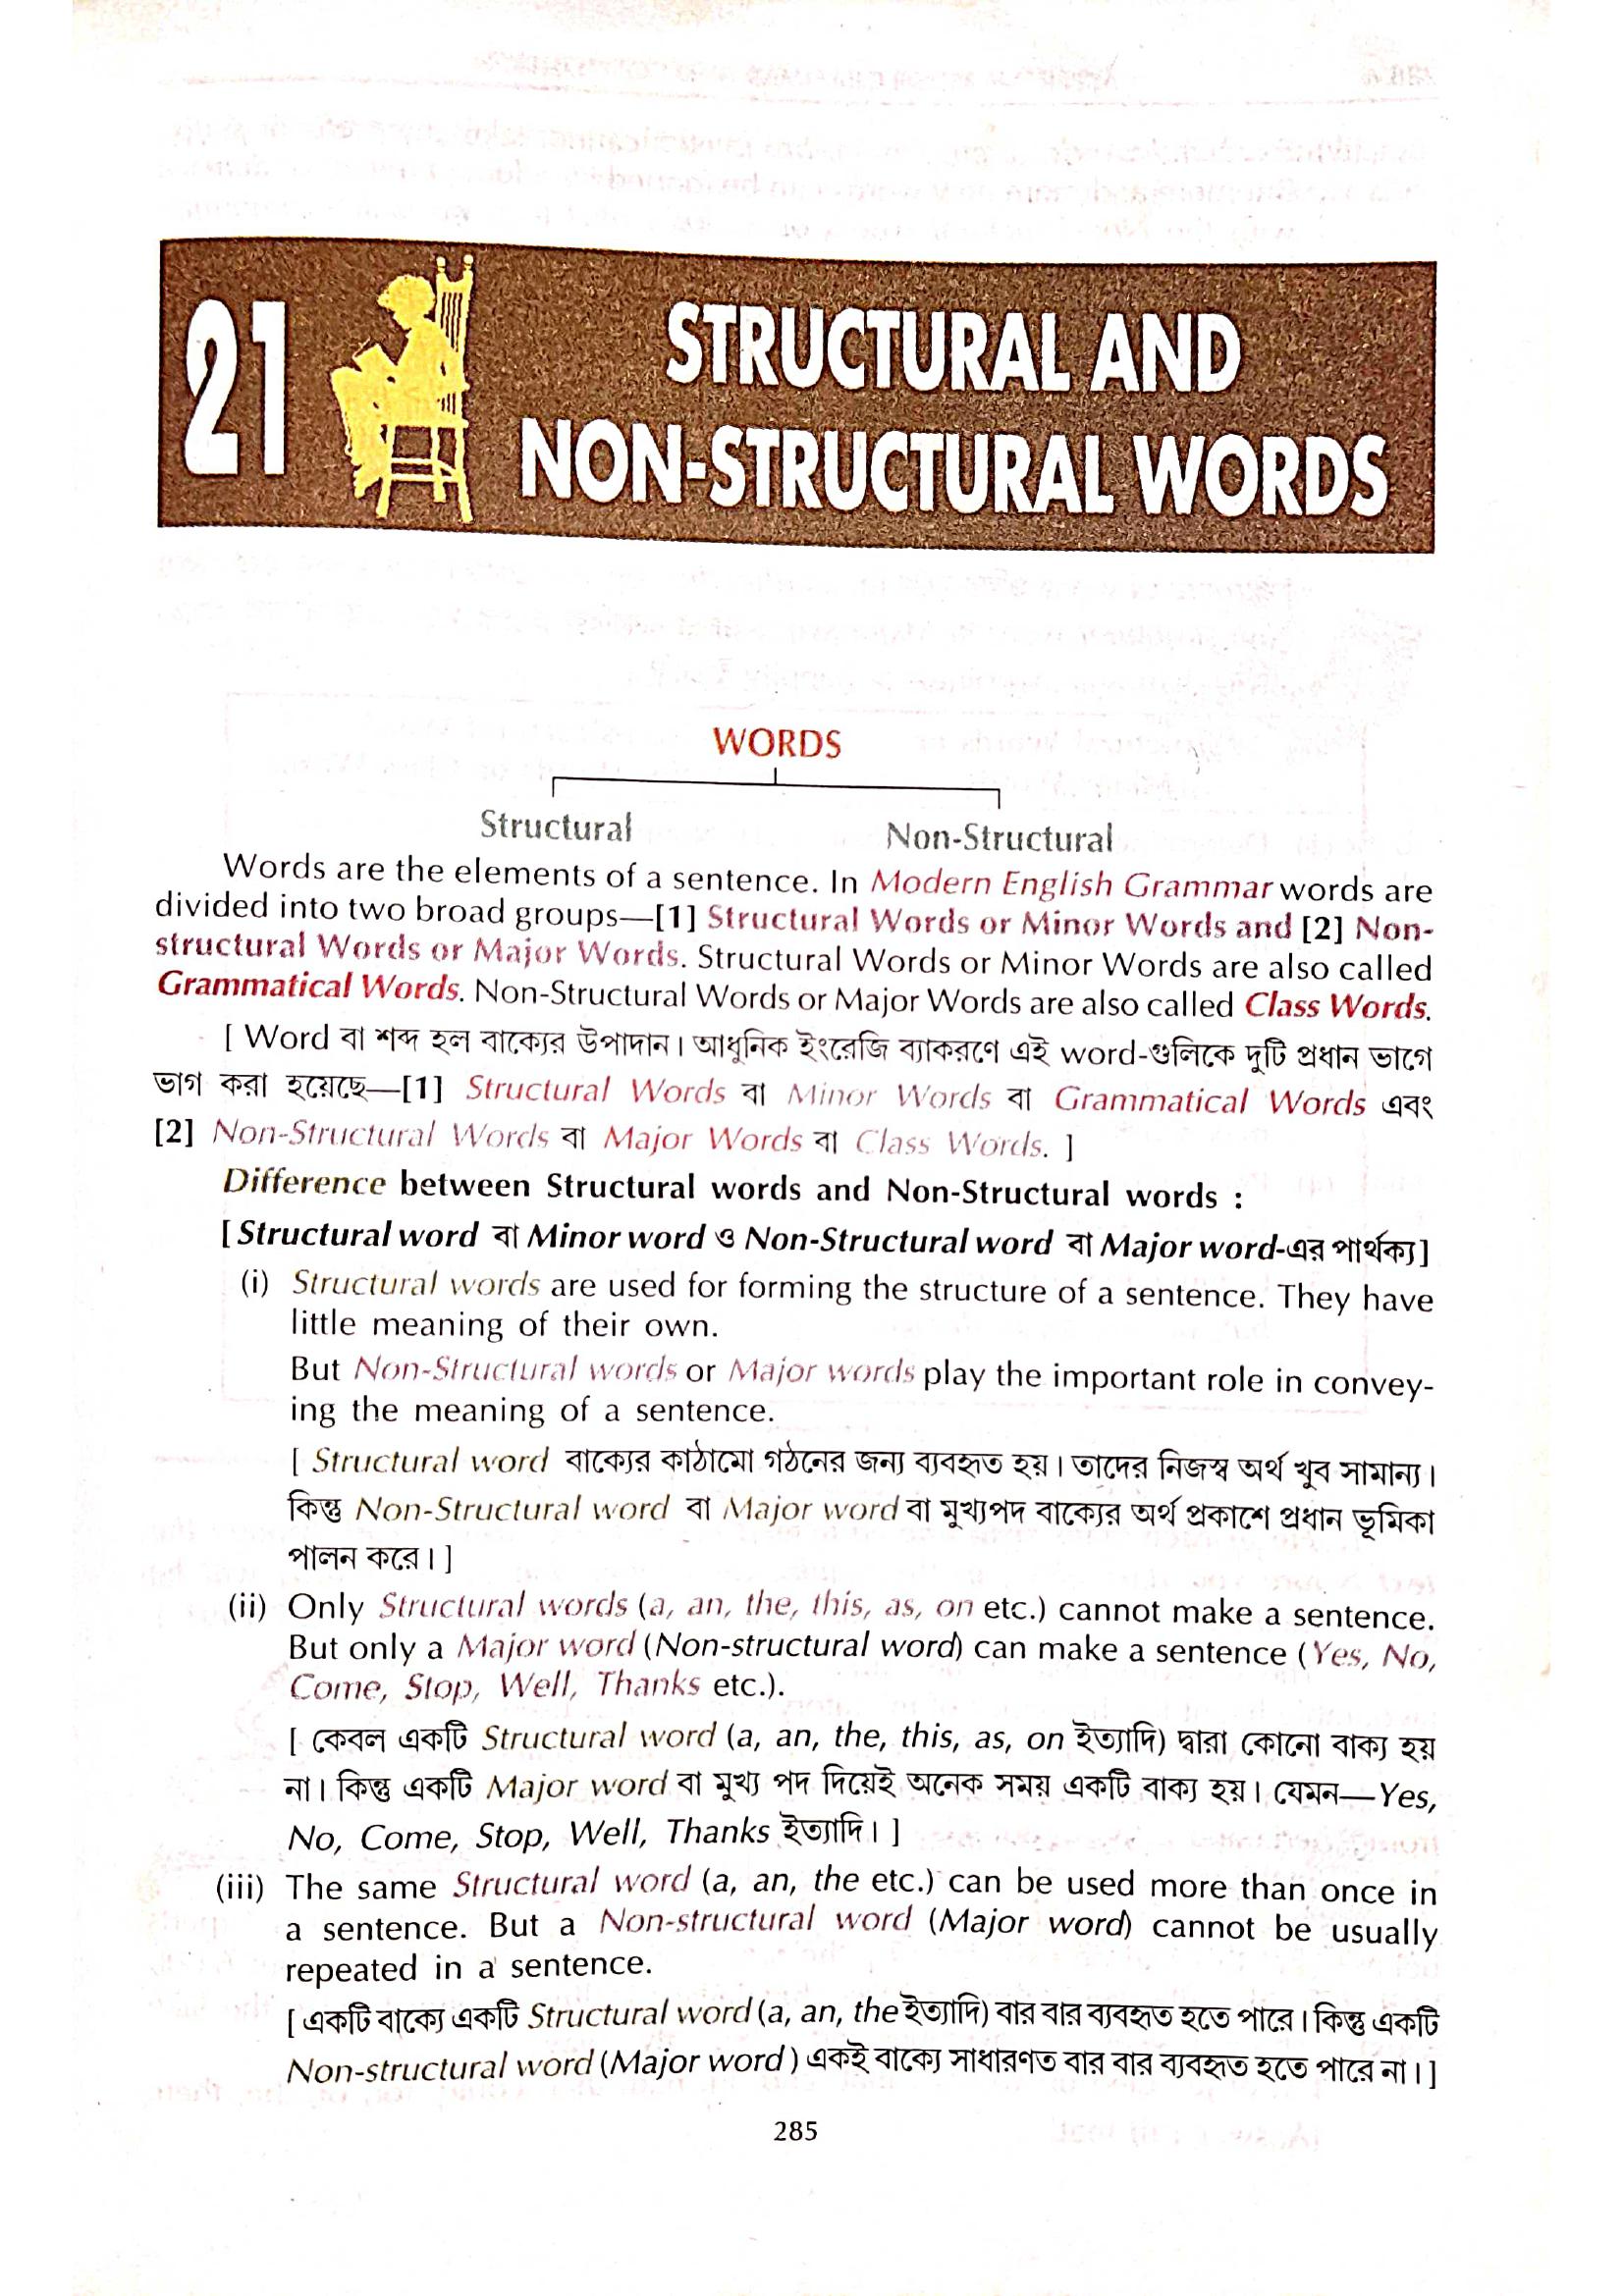 21
STRUCTURAL AND
NON-STRUCTURAL WORDS
WORDS
Structural Non-Structural
Words are the elements of a sentence. In Modern English Grammar words are
divided into two broad groups—[1] Structural Words or Minor Words and [2] Non-
structural Words or Major Words. Structural Words or Minor Words are also called
Grammatical Words. Non-Structural Words or Major Words are also called Class Words.
[ Word বা শব্দ হল বাক্যের উপাদান। আধুনিক ইংরেজি ব্যাকরণে এই word-গুলিকে দুটি প্রধান ভাগে
ভাগ করা হয়েছে—[1] Structural Words বা Minor Words বা Grammatical Words এবং
[2] Non-Structural Words বা Major Words বা Class Words. ]
Difference between Structural words and Non-Structural words :
[ Structural word বা Minor word ও Non-Structural word বা Major word-এর পার্থক্য ]
(i) Structural words are used for forming the structure of a sentence. They have
little meaning of their own.
But Non-Structural words or Major words play the important role in convey-
ing the meaning of a sentence.
[ Structural word বাক্যের কাঠামো গঠনের জন্য ব্যবহৃত হয়। তাদের নিজস্ব অর্থ খুব সামান্য।
কিন্তু Non-Structural word বা Major word বা মুখ্যপদ বাক্যের অর্থ প্রকাশে প্রধান ভূমিকা
পালন করে। ]
(ii) Only Structural words (a, an, the, this, as, on etc.) cannot make a sentence.
But only a Major word (Non-structural word) can make a sentence (Yes, No,
Come, Stop, Well, Thanks etc.).
[ কেবল একটি Structural word (a, an, the, this, as, on ইত্যাদি) দ্বারা কোনো বাক্য হয়
না। কিন্তু একটি Major word বা মুখ্য পদ দিয়েই অনেক সময় একটি বাক্য হয়। যেমন—Yes,
No, Come, Stop, Well, Thanks ইত্যাদি। ]
(iii) The same Structural word (a, an, the etc.) can be used more than once in
a sentence. But a Non-structural word (Major word) cannot be usually
repeated in a sentence.
[ একটি বাক্যে একটি Structural word (a, an, the ইত্যাদি) বার বার ব্যবহৃত হতে পারে। কিন্তু একটি
Non-structural word (Major word ) একই বাক্যে সাধারণত বার বার ব্যবহৃত হতে পারে না। ]
285